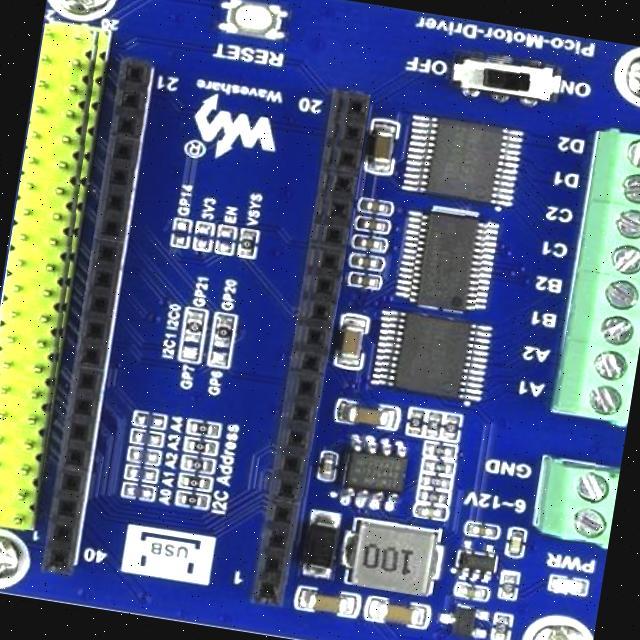 Pico-Motor-Driver
RESET
OFF
ON
20
21
Waveshare
20
®
D2
D1
C2
C1
B2
B1
A2
A1
GP14
3V3
EN
VSYS
I2C1 I2C0
GP21
GP20
GP7
GP6
A0 A1 A2 A3 A4
I2C Address
GND
6~12V
PWR
100
USB
40
1
1